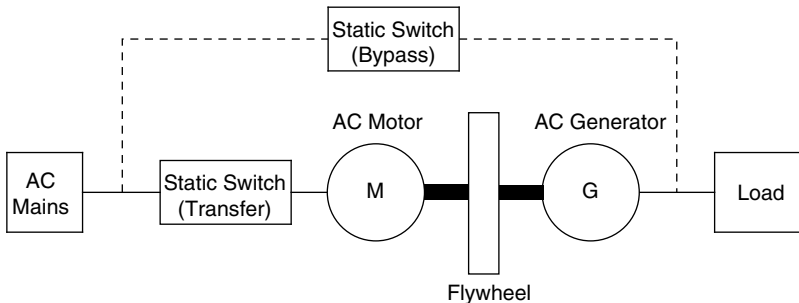 Static Switch
(Bypass)
AC Motor
AC Generator
AC
Mains
Static Switch
(Transfer)
M
G
Load
Flywheel